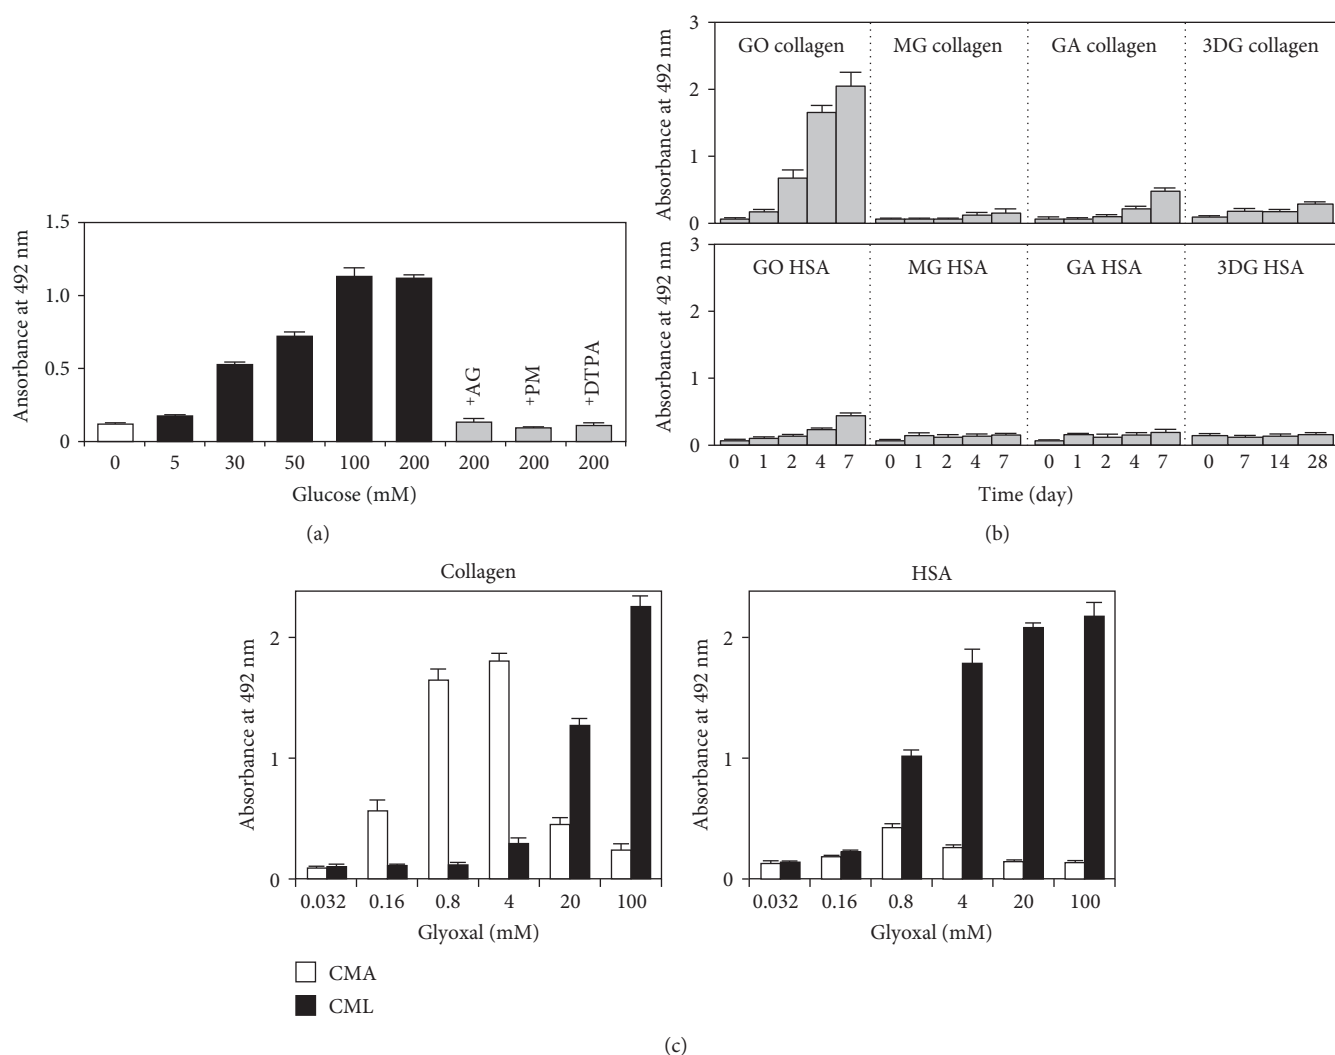 Ansorbance at 492 nm
1.5
1.0
0.5
0
+AG
+PM
+DTPA
0 5 30 50 100 200 200 200 200
Glucose (mM)
(a)
Absorbance at 492 nm
3
2
1
0
GO collagen MG collagen GA collagen 3DG collagen
Absorbance at 492 nm
3
2
1
0
GO HSA MG HSA GA HSA 3DG HSA
0 1 2 4 7 0 1 2 4 7 0 1 2 4 7 0 7 14 28
Time (day)
(b)
Collagen
Absorbance at 492 nm
2
1
0
0.032 0.16 0.8 4 20 100
Glyoxal (mM)
CMA
CML
HSA
Absorbance at 492 nm
2
1
0
0.032 0.16 0.8 4 20 100
Glyoxal (mM)
(c)